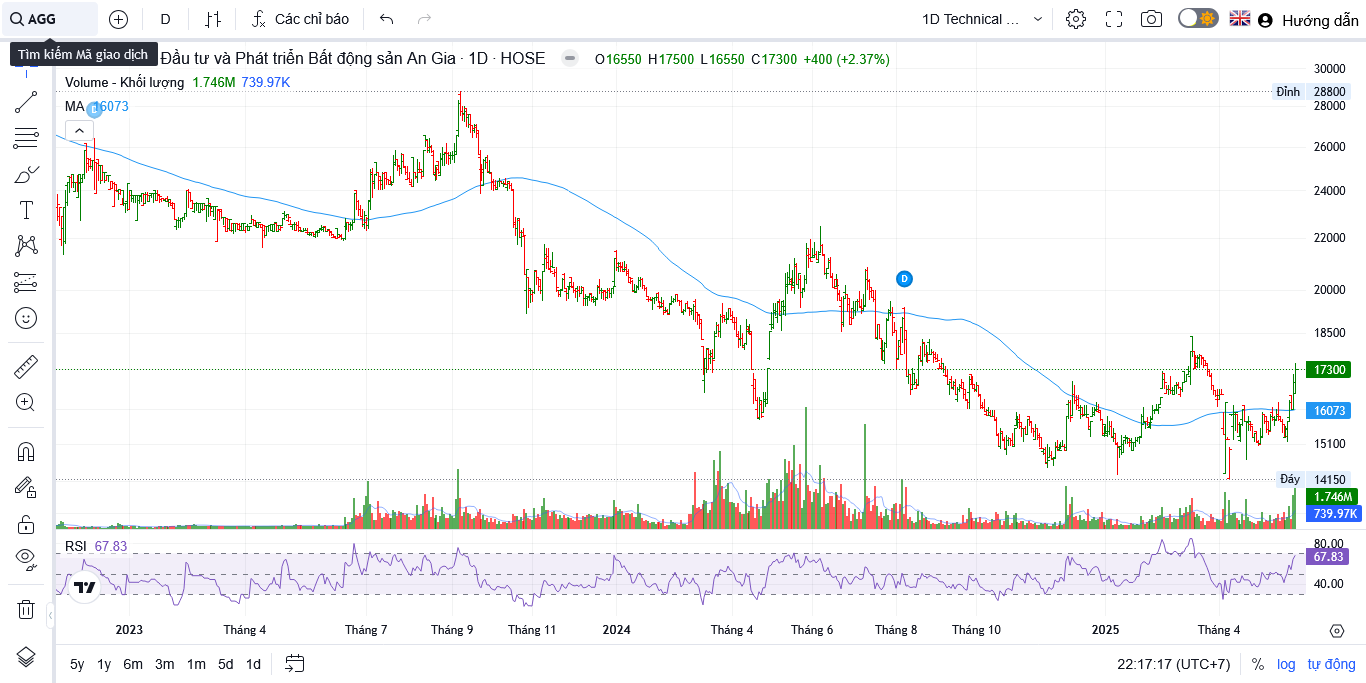 AGG
D
Các chỉ báo
1D Technical ...
Hướng dẫn
Tìm kiếm Mã giao dịch
Đầu tư và Phát triển Bất động sản An Gia · 1D · HOSE
O16550 H17500 L16550 C17300 +400 (+2.37%)
Volume - Khối lượng 1.746M 739.97K
MA 16073
30000
Đỉnh 28800
28000
26000
24000
22000
D
20000
18500
17300
16073
15100
Đáy 14150
1.746M
739.97K
RSI 67.83
80.00
67.83
40.00
2023 Tháng 4 Tháng 7 Tháng 9 Tháng 11 2024 Tháng 4 Tháng 6 Tháng 8 Tháng 10 2025 Tháng 4
5y 1y 6m 3m 1m 5d 1d
22:17:17 (UTC+7) % log tự động